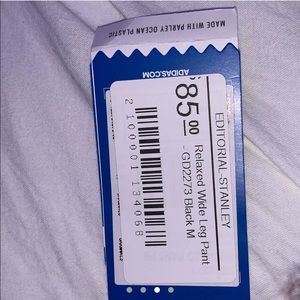 MADE WITH PARLEY OCEAN PLASTIC
ADIDAS.COM
EDITORIAL-STANLEY
$85.00
Relaxed Wide Leg Pant
- GD2273 Black M
2 100001 134068